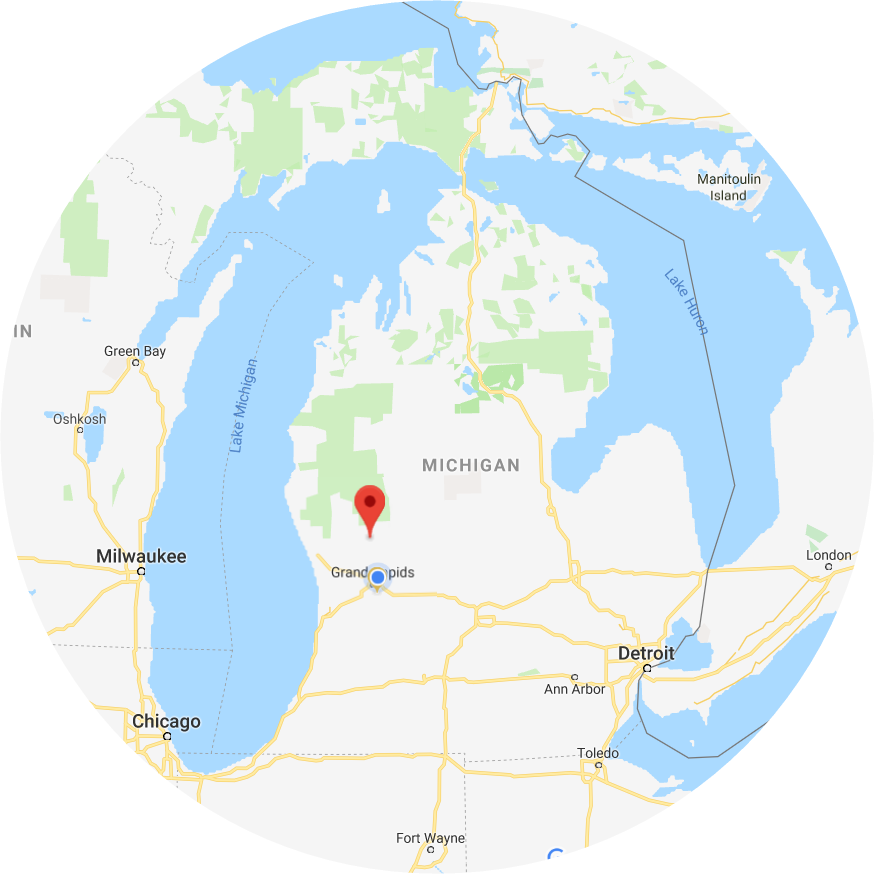 Manitoulin
Island
Lake Huron
IN
Green Bay
Lake Michigan
Oshkosh
MICHIGAN
Milwaukee
London
Grand Rapids
Detroit
Ann Arbor
Chicago
Toledo
Fort Wayne